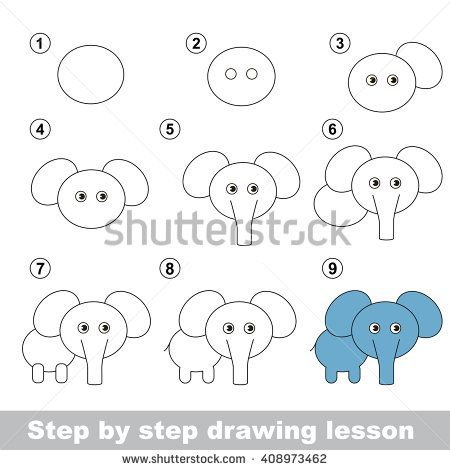 1 2 3
4 5 6
shutterstock
7 8 9
Step by step drawing lesson
www.shutterstock.com · 408973462